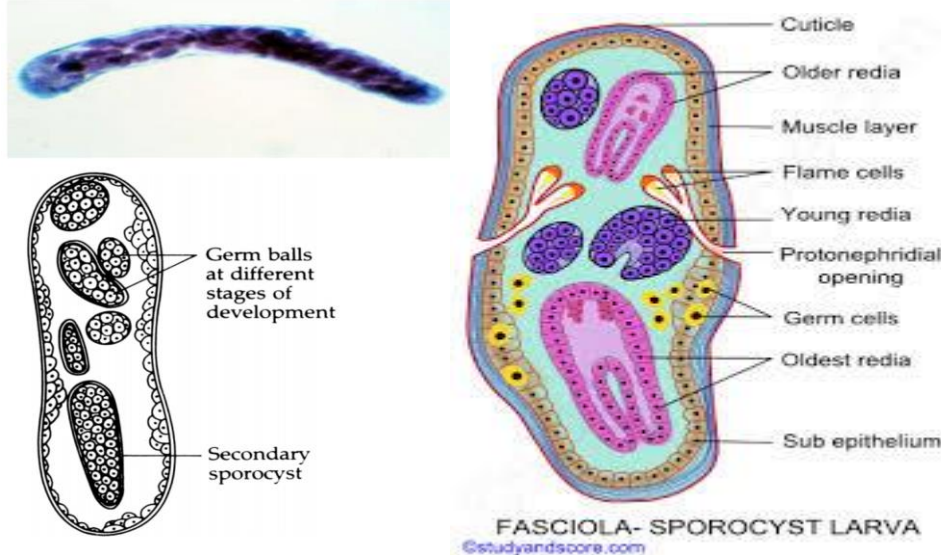 Germ balls
at different
stages of
development
Secondary
sporocyst
Cuticle
Older redia
Muscle layer
Flame cells
Young redia
Protonephridial
opening
Germ cells
Oldest redia
Sub epithelium
FASCIOLA- SPOROCYST LARVA
©studyandscore.com